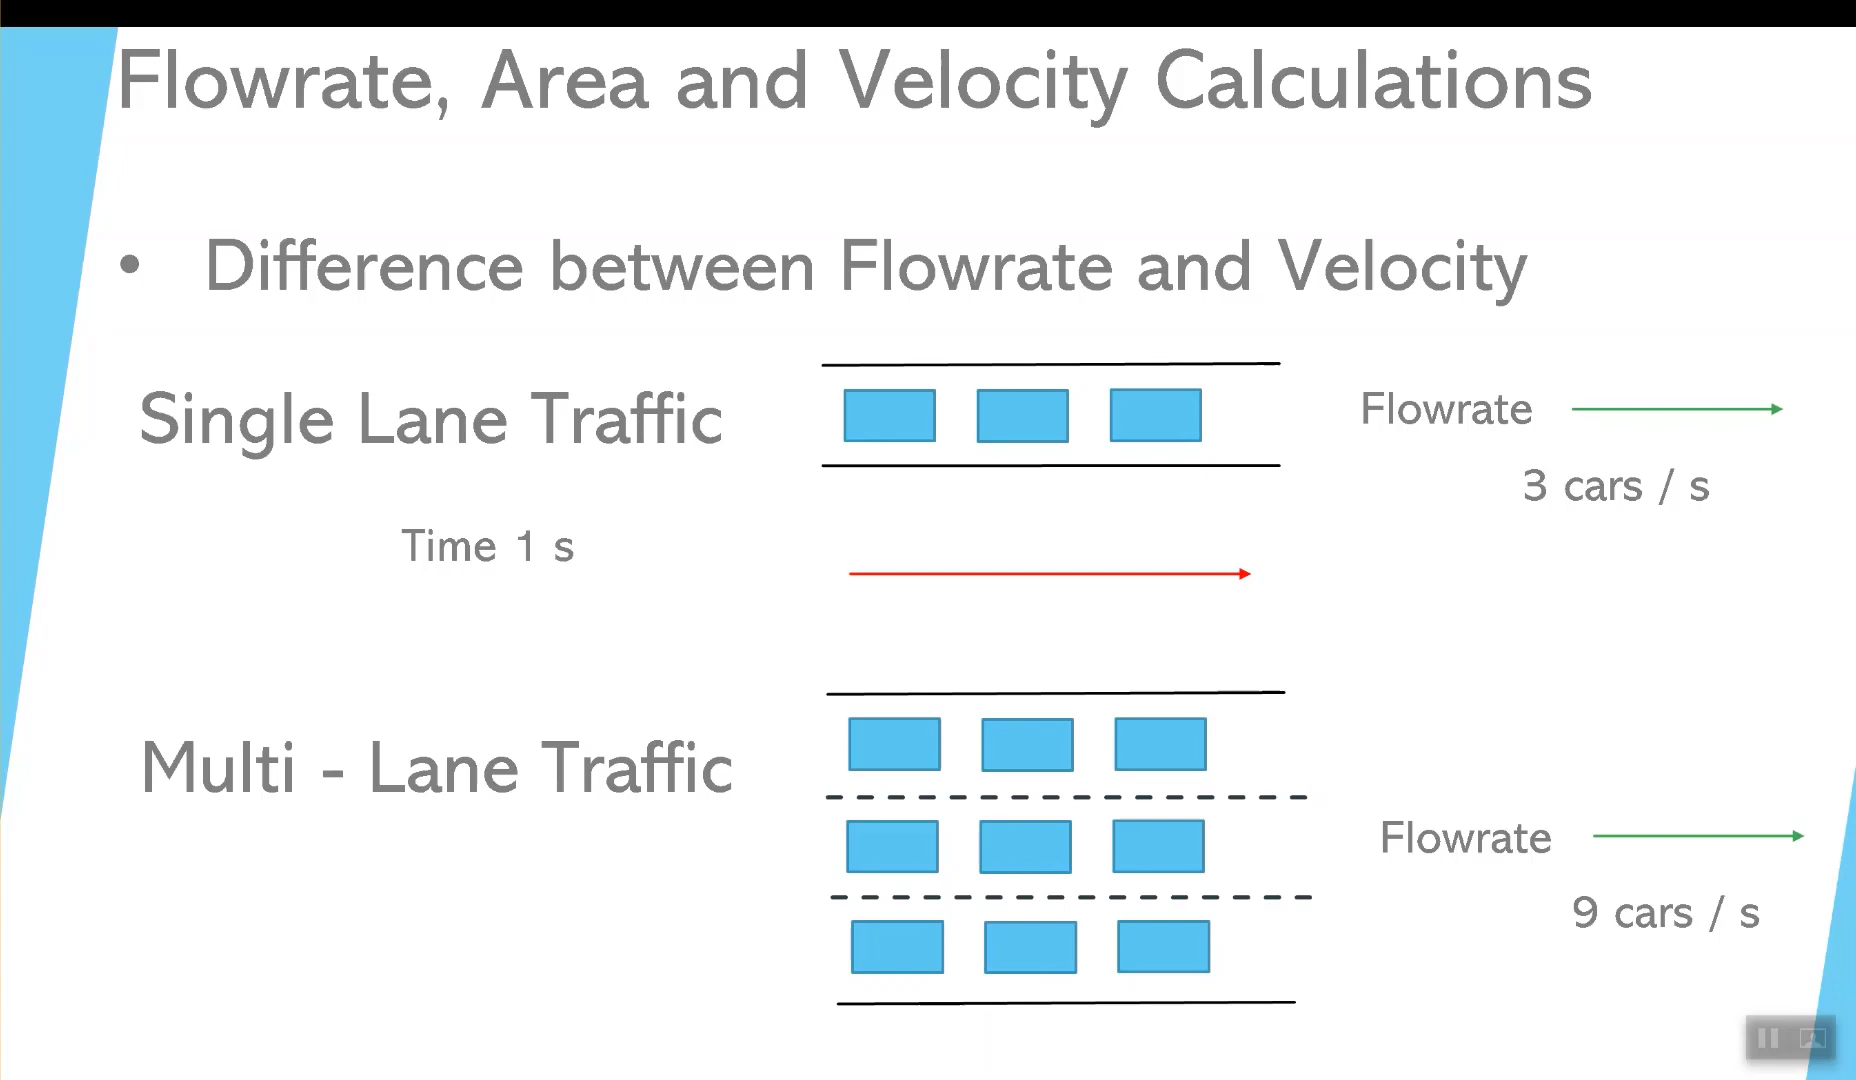 Flowrate, Area and Velocity Calculations
• Difference between Flowrate and Velocity
Single Lane Traffic
Flowrate
3 cars / s
Time 1 s
Multi - Lane Traffic
Flowrate
9 cars / s